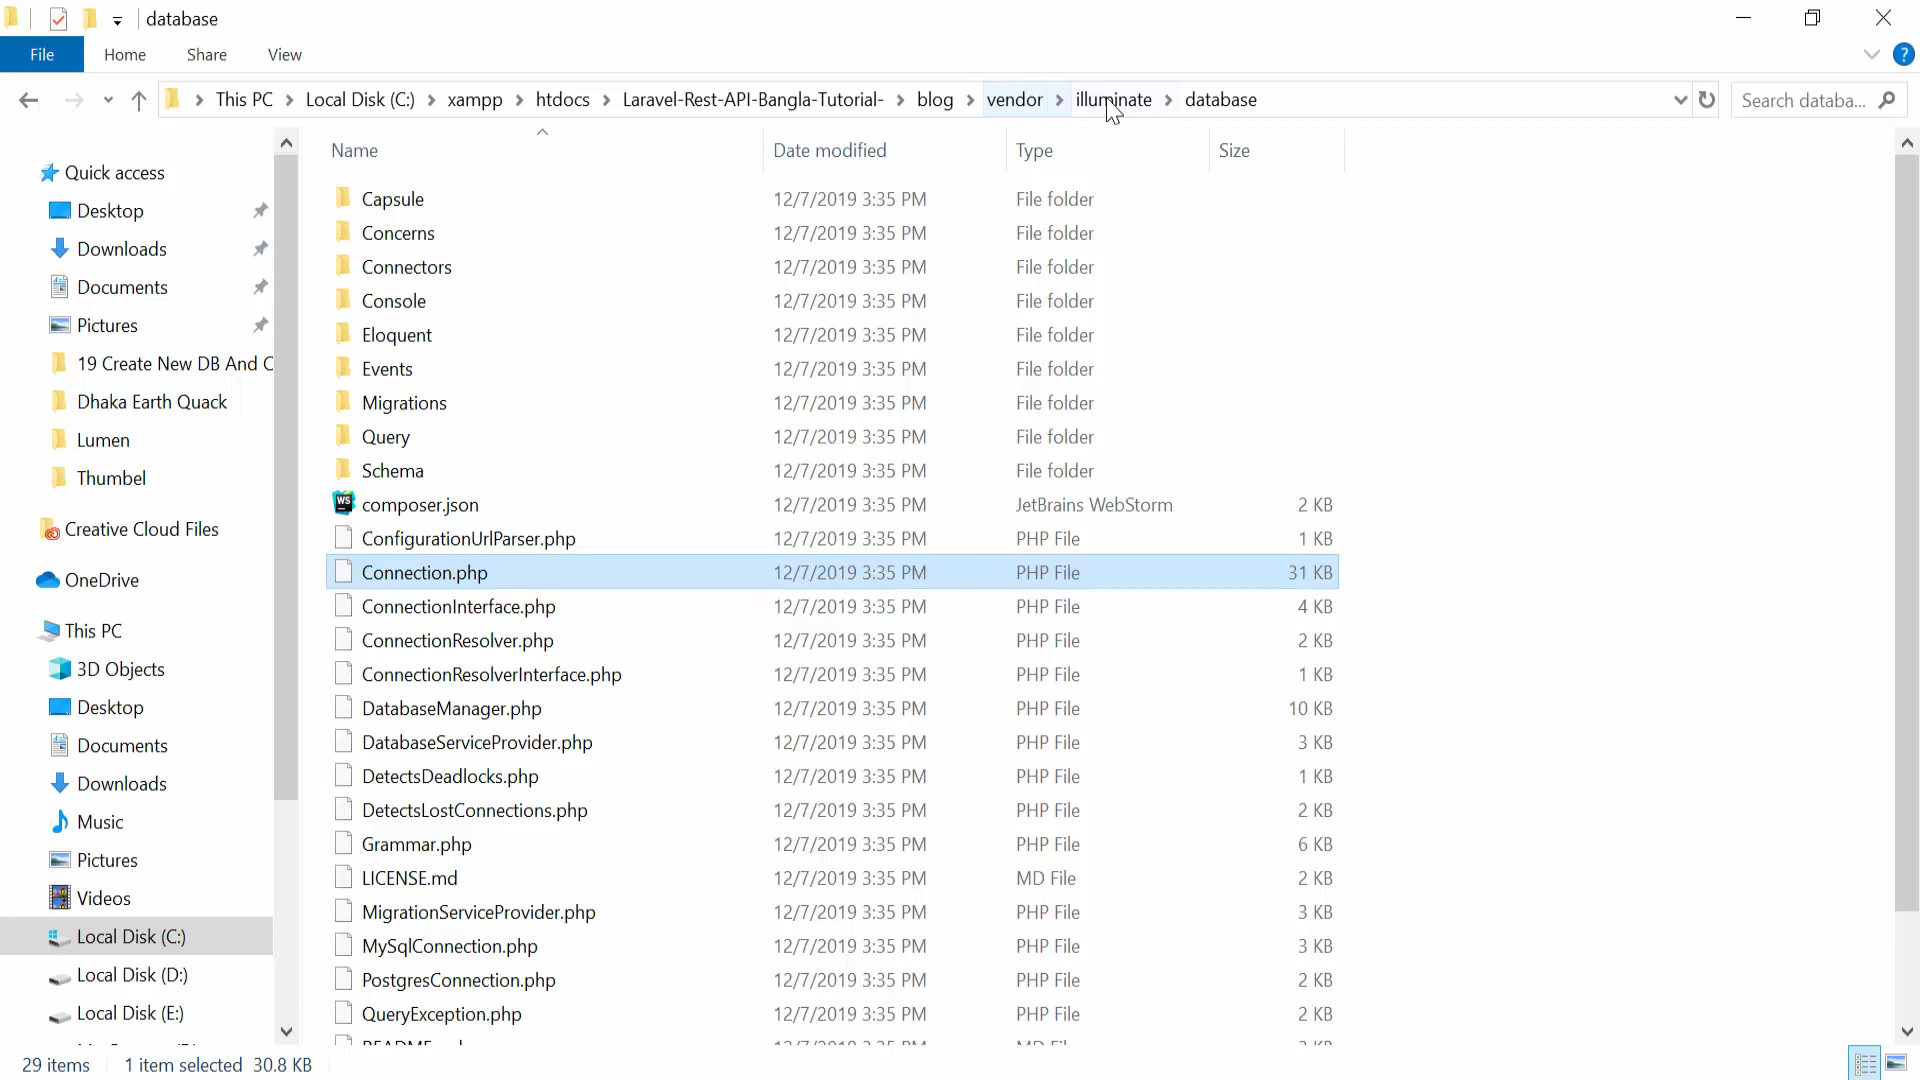 database
File Home Share View
This PC Local Disk (C:) xampp htdocs Laravel-Rest-API-Bangla-Tutorial- blog vendor illuminate database
Search databa...
Name Date modified Type Size
Quick access
Desktop
Downloads
Documents
Pictures
19 Create New DB And C
Dhaka Earth Quack
Lumen
Thumbel
Creative Cloud Files
OneDrive
This PC
3D Objects
Desktop
Documents
Downloads
Music
Pictures
Videos
Local Disk (C:)
Local Disk (D:)
Local Disk (E:)
Capsule 12/7/2019 3:35 PM File folder
Concerns 12/7/2019 3:35 PM File folder
Connectors 12/7/2019 3:35 PM File folder
Console 12/7/2019 3:35 PM File folder
Eloquent 12/7/2019 3:35 PM File folder
Events 12/7/2019 3:35 PM File folder
Migrations 12/7/2019 3:35 PM File folder
Query 12/7/2019 3:35 PM File folder
Schema 12/7/2019 3:35 PM File folder
WS composer.json 12/7/2019 3:35 PM JetBrains WebStorm 2 KB
ConfigurationUrlParser.php 12/7/2019 3:35 PM PHP File 1 KB
Connection.php 12/7/2019 3:35 PM PHP File 31 KB
ConnectionInterface.php 12/7/2019 3:35 PM PHP File 4 KB
ConnectionResolver.php 12/7/2019 3:35 PM PHP File 2 KB
ConnectionResolverInterface.php 12/7/2019 3:35 PM PHP File 1 KB
DatabaseManager.php 12/7/2019 3:35 PM PHP File 10 KB
DatabaseServiceProvider.php 12/7/2019 3:35 PM PHP File 3 KB
DetectsDeadlocks.php 12/7/2019 3:35 PM PHP File 1 KB
DetectsLostConnections.php 12/7/2019 3:35 PM PHP File 2 KB
Grammar.php 12/7/2019 3:35 PM PHP File 6 KB
LICENSE.md 12/7/2019 3:35 PM MD File 2 KB
MigrationServiceProvider.php 12/7/2019 3:35 PM PHP File 3 KB
MySqlConnection.php 12/7/2019 3:35 PM PHP File 3 KB
PostgresConnection.php 12/7/2019 3:35 PM PHP File 2 KB
QueryException.php 12/7/2019 3:35 PM PHP File 2 KB
29 items 1 item selected 30.8 KB